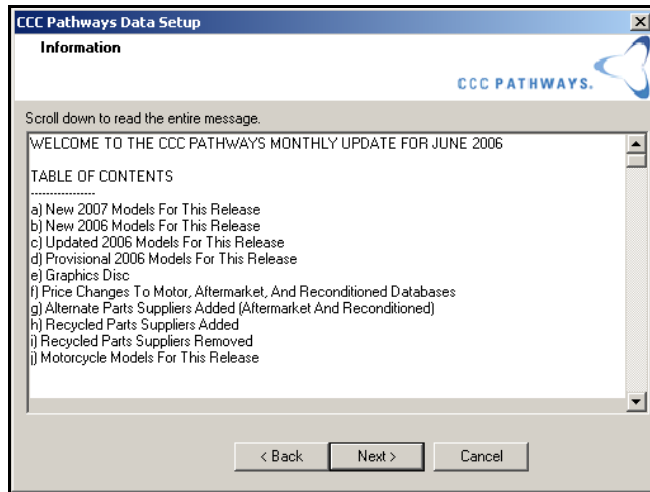 CCC Pathways Data Setup
Information
CCC PATHWAYS.
Scroll down to read the entire message.
WELCOME TO THE CCC PATHWAYS MONTHLY UPDATE FOR JUNE 2006
TABLE OF CONTENTS
----------------
a) New 2007 Models For This Release
b) New 2006 Models For This Release
c) Updated 2006 Models For This Release
d) Provisional 2006 Models For This Release
e) Graphics Disc
f) Price Changes To Motor, Aftermarket, And Reconditioned Databases
g) Alternate Parts Suppliers Added (Aftermarket And Reconditioned)
h) Recycled Parts Suppliers Added
i) Recycled Parts Suppliers Removed
j) Motorcycle Models For This Release
< Back Next > Cancel